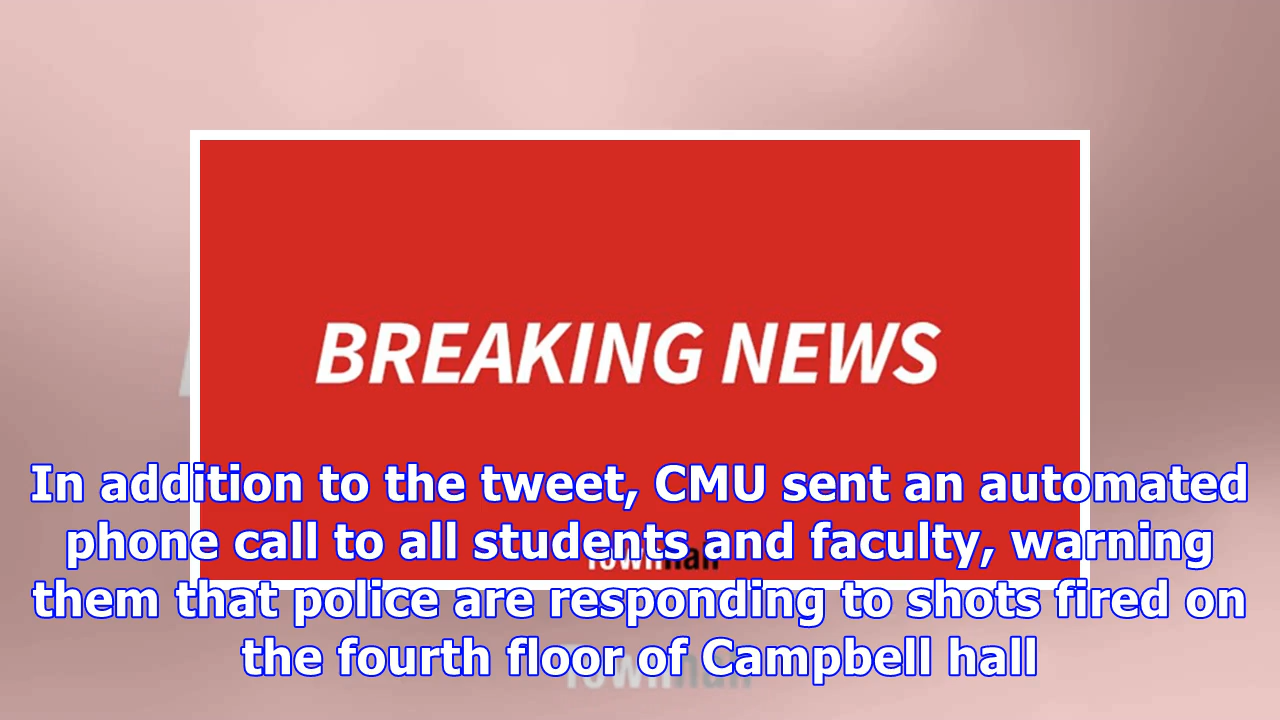 BREAKING NEWS
In addition to the tweet, CMU sent an automated
phone call to all students and faculty, warning
them that police are responding to shots fired on
the fourth floor of Campbell hall